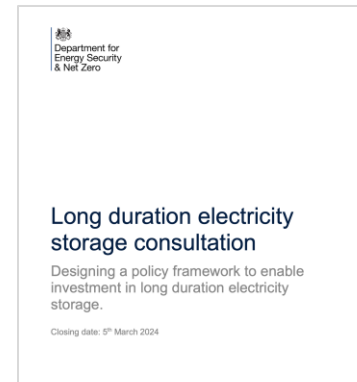 Department for
Energy Security
& Net Zero
Long duration electricity
storage consultation
Designing a policy framework to enable
investment in long duration electricity
storage.
Closing date: 5th March 2024